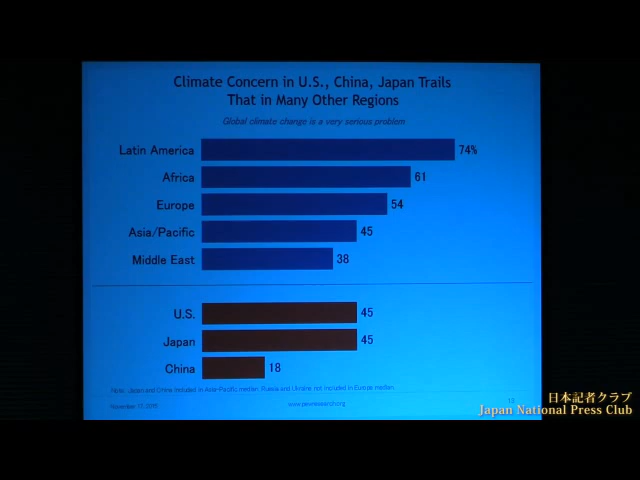 Climate Concern in U.S., China, Japan Trails
That in Many Other Regions
Global climate change is a very serious problem
Latin America 74%
Africa 61
Europe 54
Asia/Pacific 45
Middle East 38
U.S. 45
Japan 45
China 18
Note: Japan and China included in Asia-Pacific median. Russia and Ukraine not included in Europe median.
November 17, www.pewresearch.org 13
日本記者クラブ
Japan National Press Club